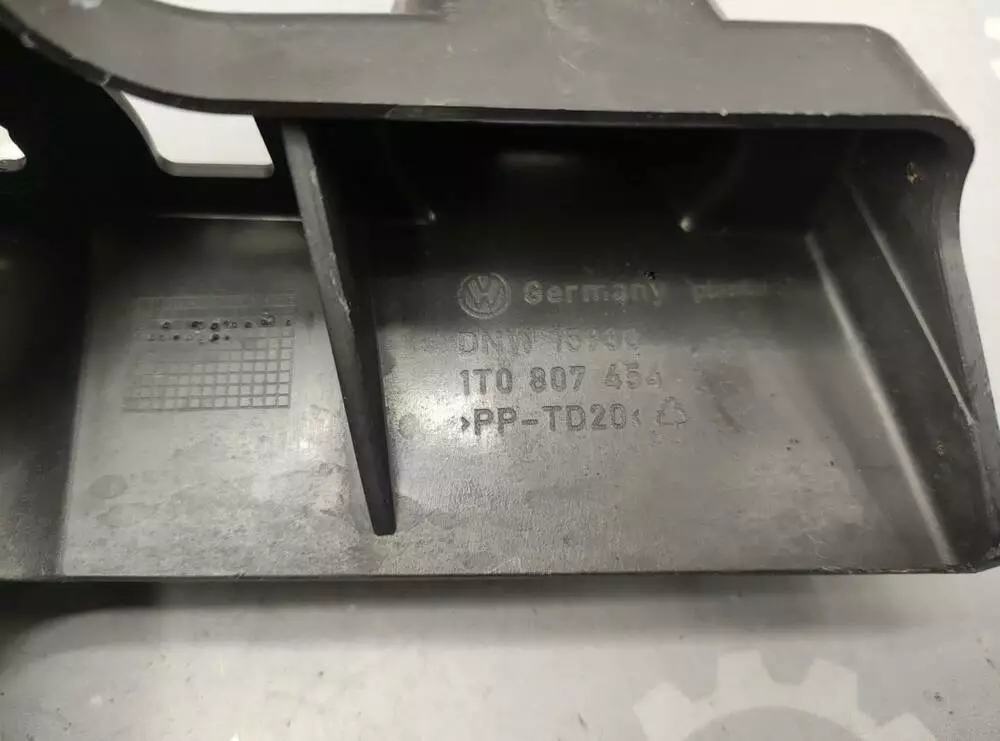 Germany
DNW
1T0 807 454
>PP-TD20<